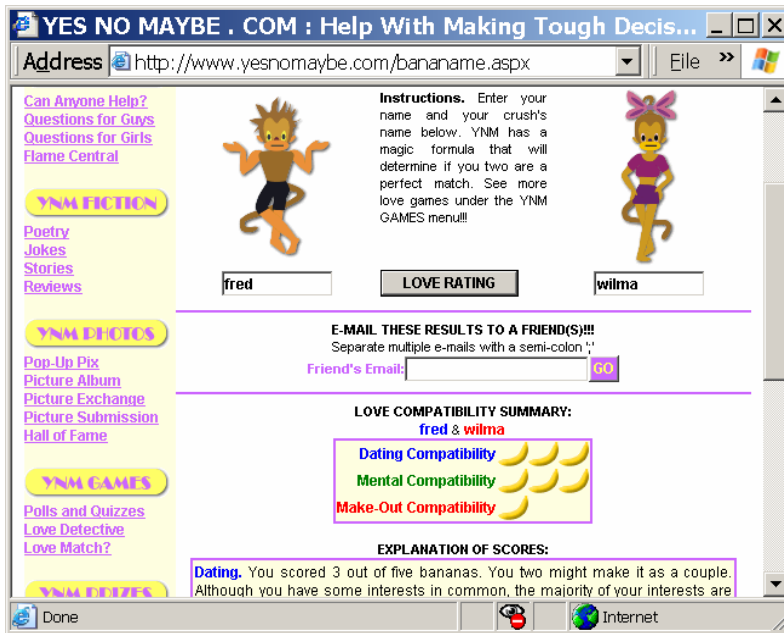 YES NO MAYBE . COM : Help With Making Tough Decis...
Address http://www.yesnomaybe.com/bananame.aspx File »
Can Anyone Help?
Questions for Guys
Questions for Girls
Flame Central
YNM FICTION
Poetry
Jokes
Stories
Reviews
YNM PHOTOS
Pop-Up Pix
Picture Album
Picture Exchange
Picture Submission
Hall of Fame
YNM GAMES
Polls and Quizzes
Love Detective
Love Match?
YNM PRIZES
Instructions. Enter your
name and your crush's
name below. YNM has a
magic formula that will
determine if you two are a
perfect match. See more
love games under the YNM
GAMES menu!!!
fred LOVE RATING wilma
E-MAIL THESE RESULTS TO A FRIEND(S)!!!
Separate multiple e-mails with a semi-colon ';'
Friend's Email: GO
LOVE COMPATIBILITY SUMMARY:
fred & wilma
Dating Compatibility
Mental Compatibility
Make-Out Compatibility
EXPLANATION OF SCORES:
Dating. You scored 3 out of five bananas. You two might make it as a couple.
Although you have some interests in common, the majority of your interests are
Done Internet